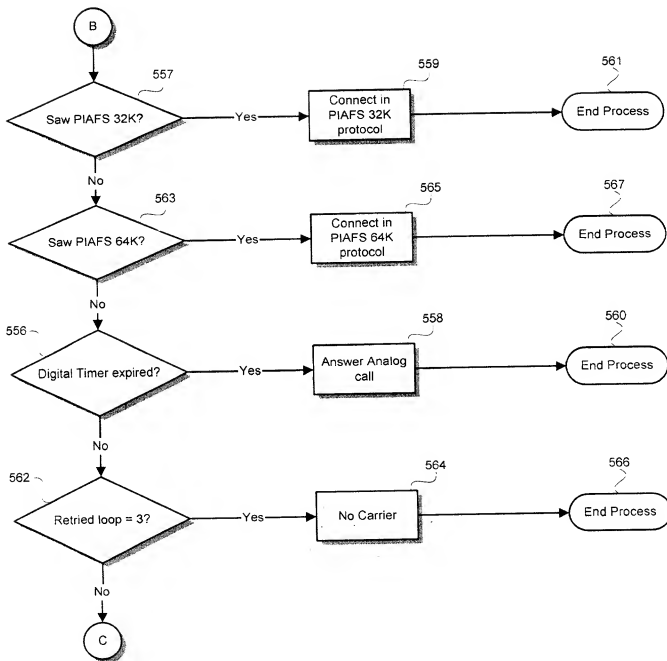 B
557
559
561
Saw PIAFS 32K?
Yes
Connect in
PIAFS 32K
protocol
End Process
No
563
565
567
Saw PIAFS 64K?
Yes
Connect in
PIAFS 64K
protocol
End Process
No
556
558
560
Digital Timer expired?
Yes
Answer Analog
call
End Process
No
562
564
566
Retried loop = 3?
Yes
No Carrier
End Process
No
C